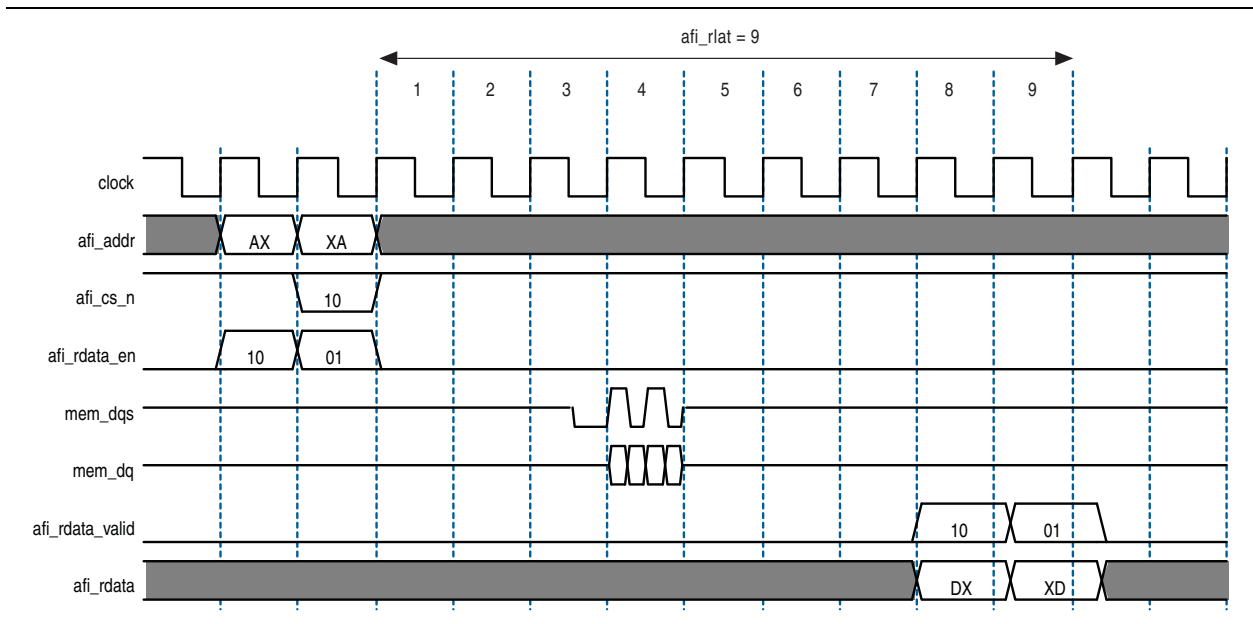 afi_rlat = 9
1 2 3 4 5 6 7 8 9
clock
afi_addr AX XA
afi_cs_n 10
afi_rdata_en 10 01
mem_dqs
mem_dq
afi_rdata_valid 10 01
afi_rdata DX XD